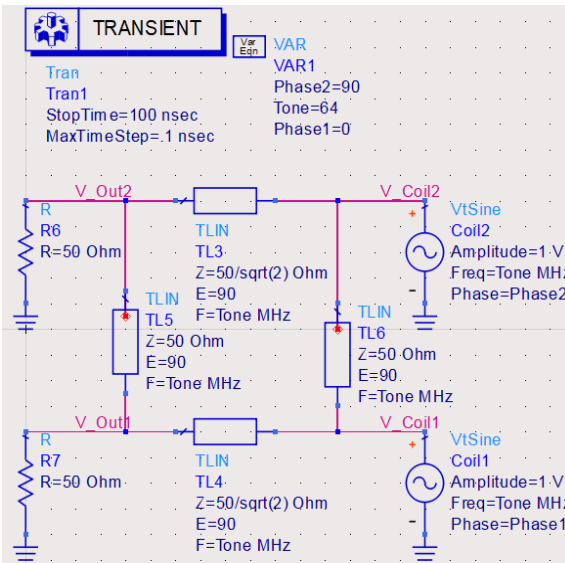 TRANSIENT
Var
Eqn
VAR
VAR1
Phase2=90
Tone=64
Phase1=0
Tran
Tran1
StopTime=100 nsec
MaxTimeStep=.1 nsec
V_Out2
V_Coil2
R
R6
R=50 Ohm
TLIN
TL3
Z=50/sqrt(2) Ohm
E=90
F=Tone MHz
+
VtSine
Coil2
Amplitude=1 V
Freq=Tone MHz
Phase=Phase2
-
TLIN
TL5
Z=50 Ohm
E=90
F=Tone MHz
TLIN
TL6
Z=50 Ohm
E=90
F=Tone MHz
V_Out1
V_Coil1
R
R7
R=50 Ohm
TLIN
TL4
Z=50/sqrt(2) Ohm
E=90
F=Tone MHz
+
VtSine
Coil1
Amplitude=1 V
Freq=Tone MHz
Phase=Phase1
-